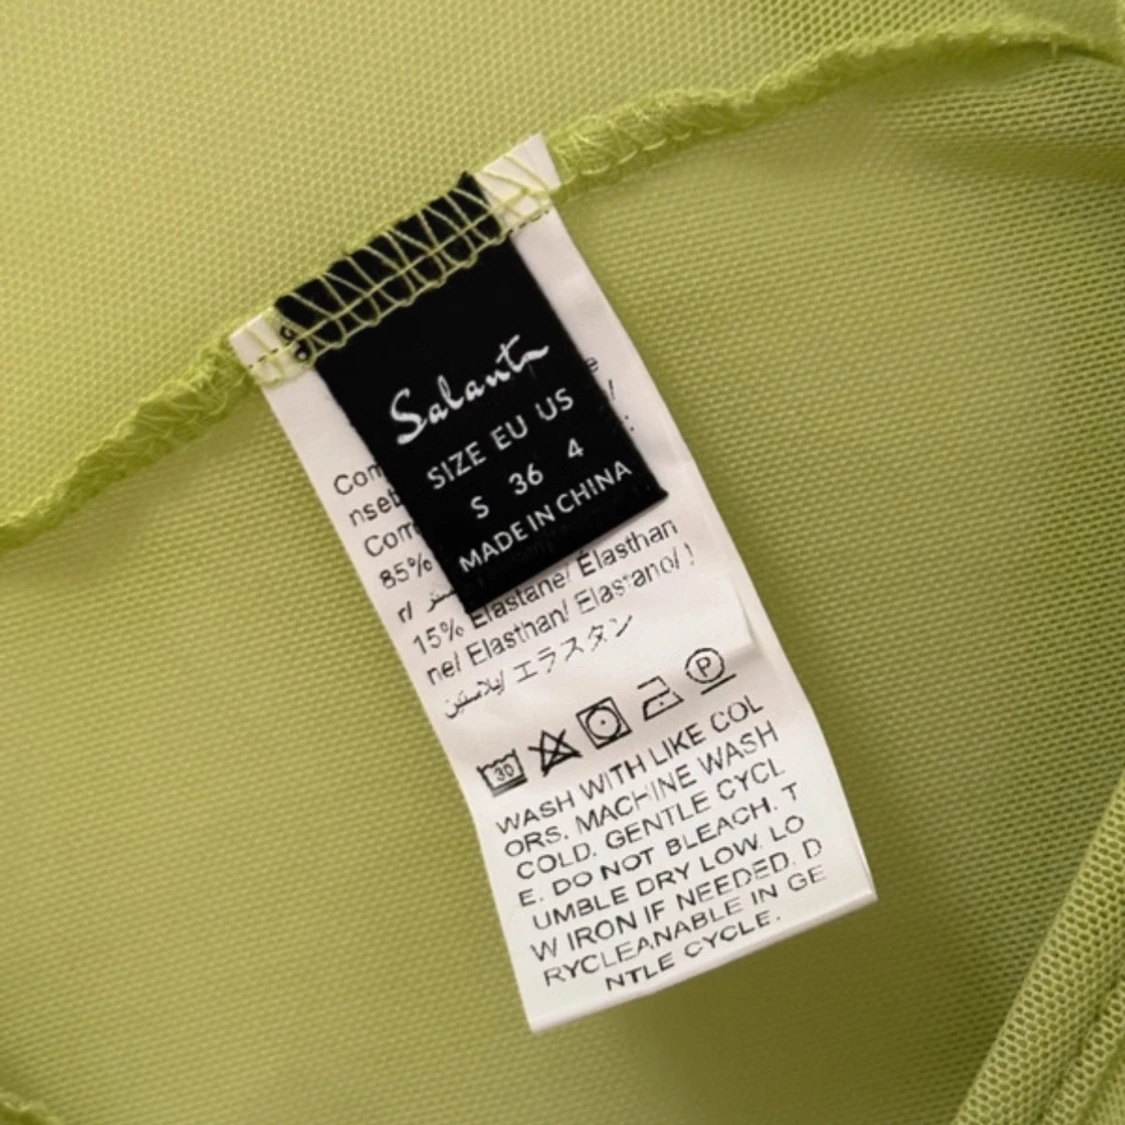 Salanta
SIZE EU US
S 36 4
MADE IN CHINA
85%
15% Elastane/ Élasthan
ne/ Elasthan/ Elastano/
エラスタン
30
P
WASH WITH LIKE COL
ORS. MACHINE WASH
COLD. GENTLE CYCL
E. DO NOT BLEACH. T
UMBLE DRY LOW. LO
W IRON IF NEEDED. D
RYCLEANABLE IN GE
NTLE CYCLE.